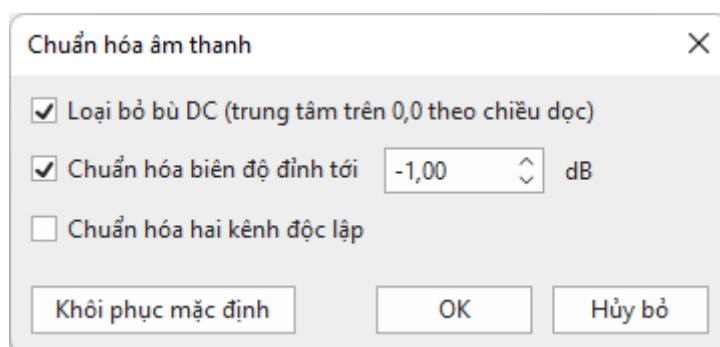 Chuẩn hóa âm thanh
Loại bỏ bù DC (trung tâm trên 0,0 theo chiều dọc)
Chuẩn hóa biên độ đỉnh tới -1,00 dB
Chuẩn hóa hai kênh độc lập
Khôi phục mặc định OK Hủy bỏ